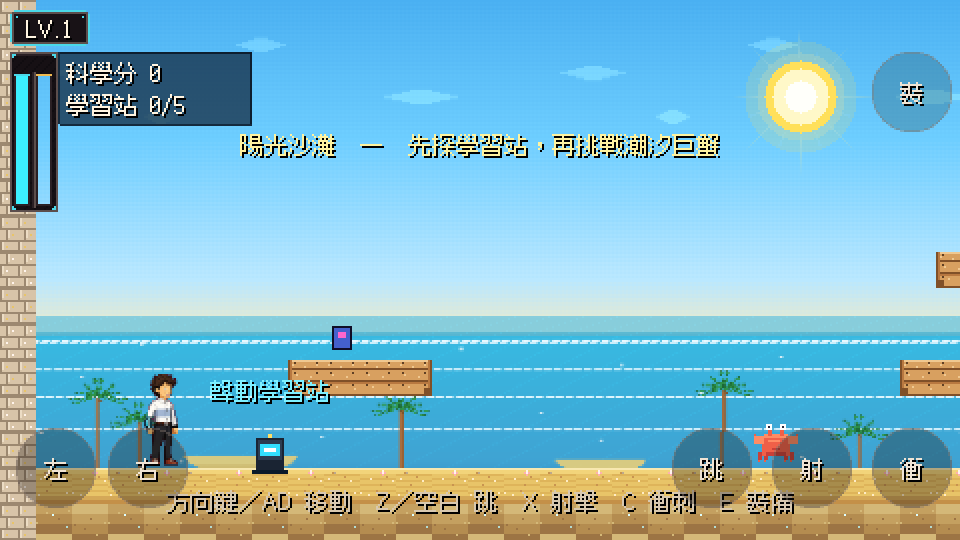 LV.1
科學分 0
學習站 0/5
裝
陽光沙灘 — 先探學習站，再挑戰潮汐巨蟹
聲動學習站
左
右
跳
射
衝
方向鍵／AD 移動 Z／空白 跳 X 射擊 C 衝刺 E 裝備